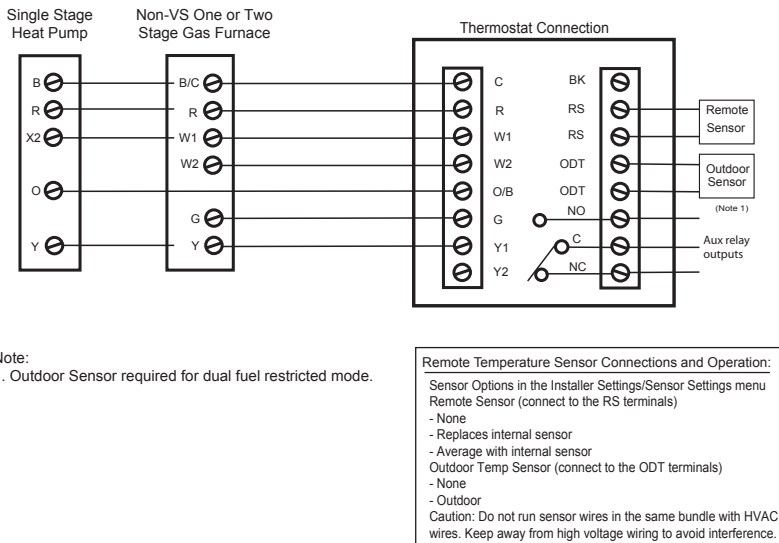 Single Stage
Heat Pump
Non-VS One or Two
Stage Gas Furnace
Thermostat Connection
B
R
X2
O
Y
B/C
R
W1
W2
G
Y
C
R
W1
W2
O/B
G
Y1
Y2
BK
RS
RS
ODT
ODT
NO
C
NC
Remote
Sensor
Outdoor
Sensor
(Note 1)
Aux relay
outputs
Note:
. Outdoor Sensor required for dual fuel restricted mode.
Remote Temperature Sensor Connections and Operation:
Sensor Options in the Installer Settings/Sensor Settings menu
Remote Sensor (connect to the RS terminals)
- None
- Replaces internal sensor
- Average with internal sensor
Outdoor Temp Sensor (connect to the ODT terminals)
- None
- Outdoor
Caution: Do not run sensor wires in the same bundle with HVAC
wires. Keep away from high voltage wiring to avoid interference.